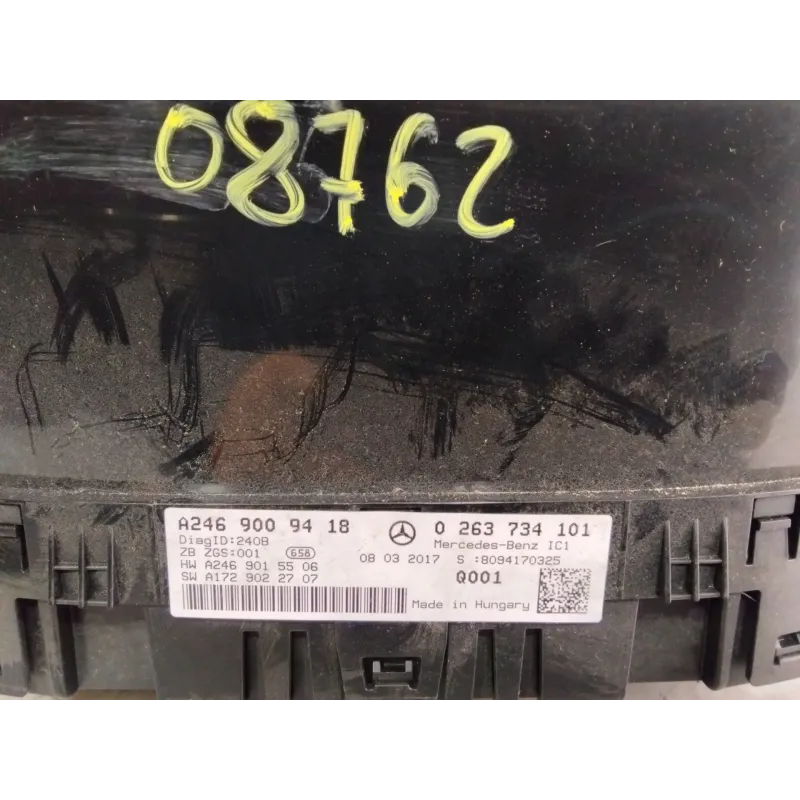 08762
A246 900 94 18
0 263 734 101
DiagID:240B
Mercedes-Benz IC1
ZB ZGS:001
658
08 03 2017
S :8094170325
HW A246 901 55 06
SW A172 902 27 07
Q001
Made in Hungary